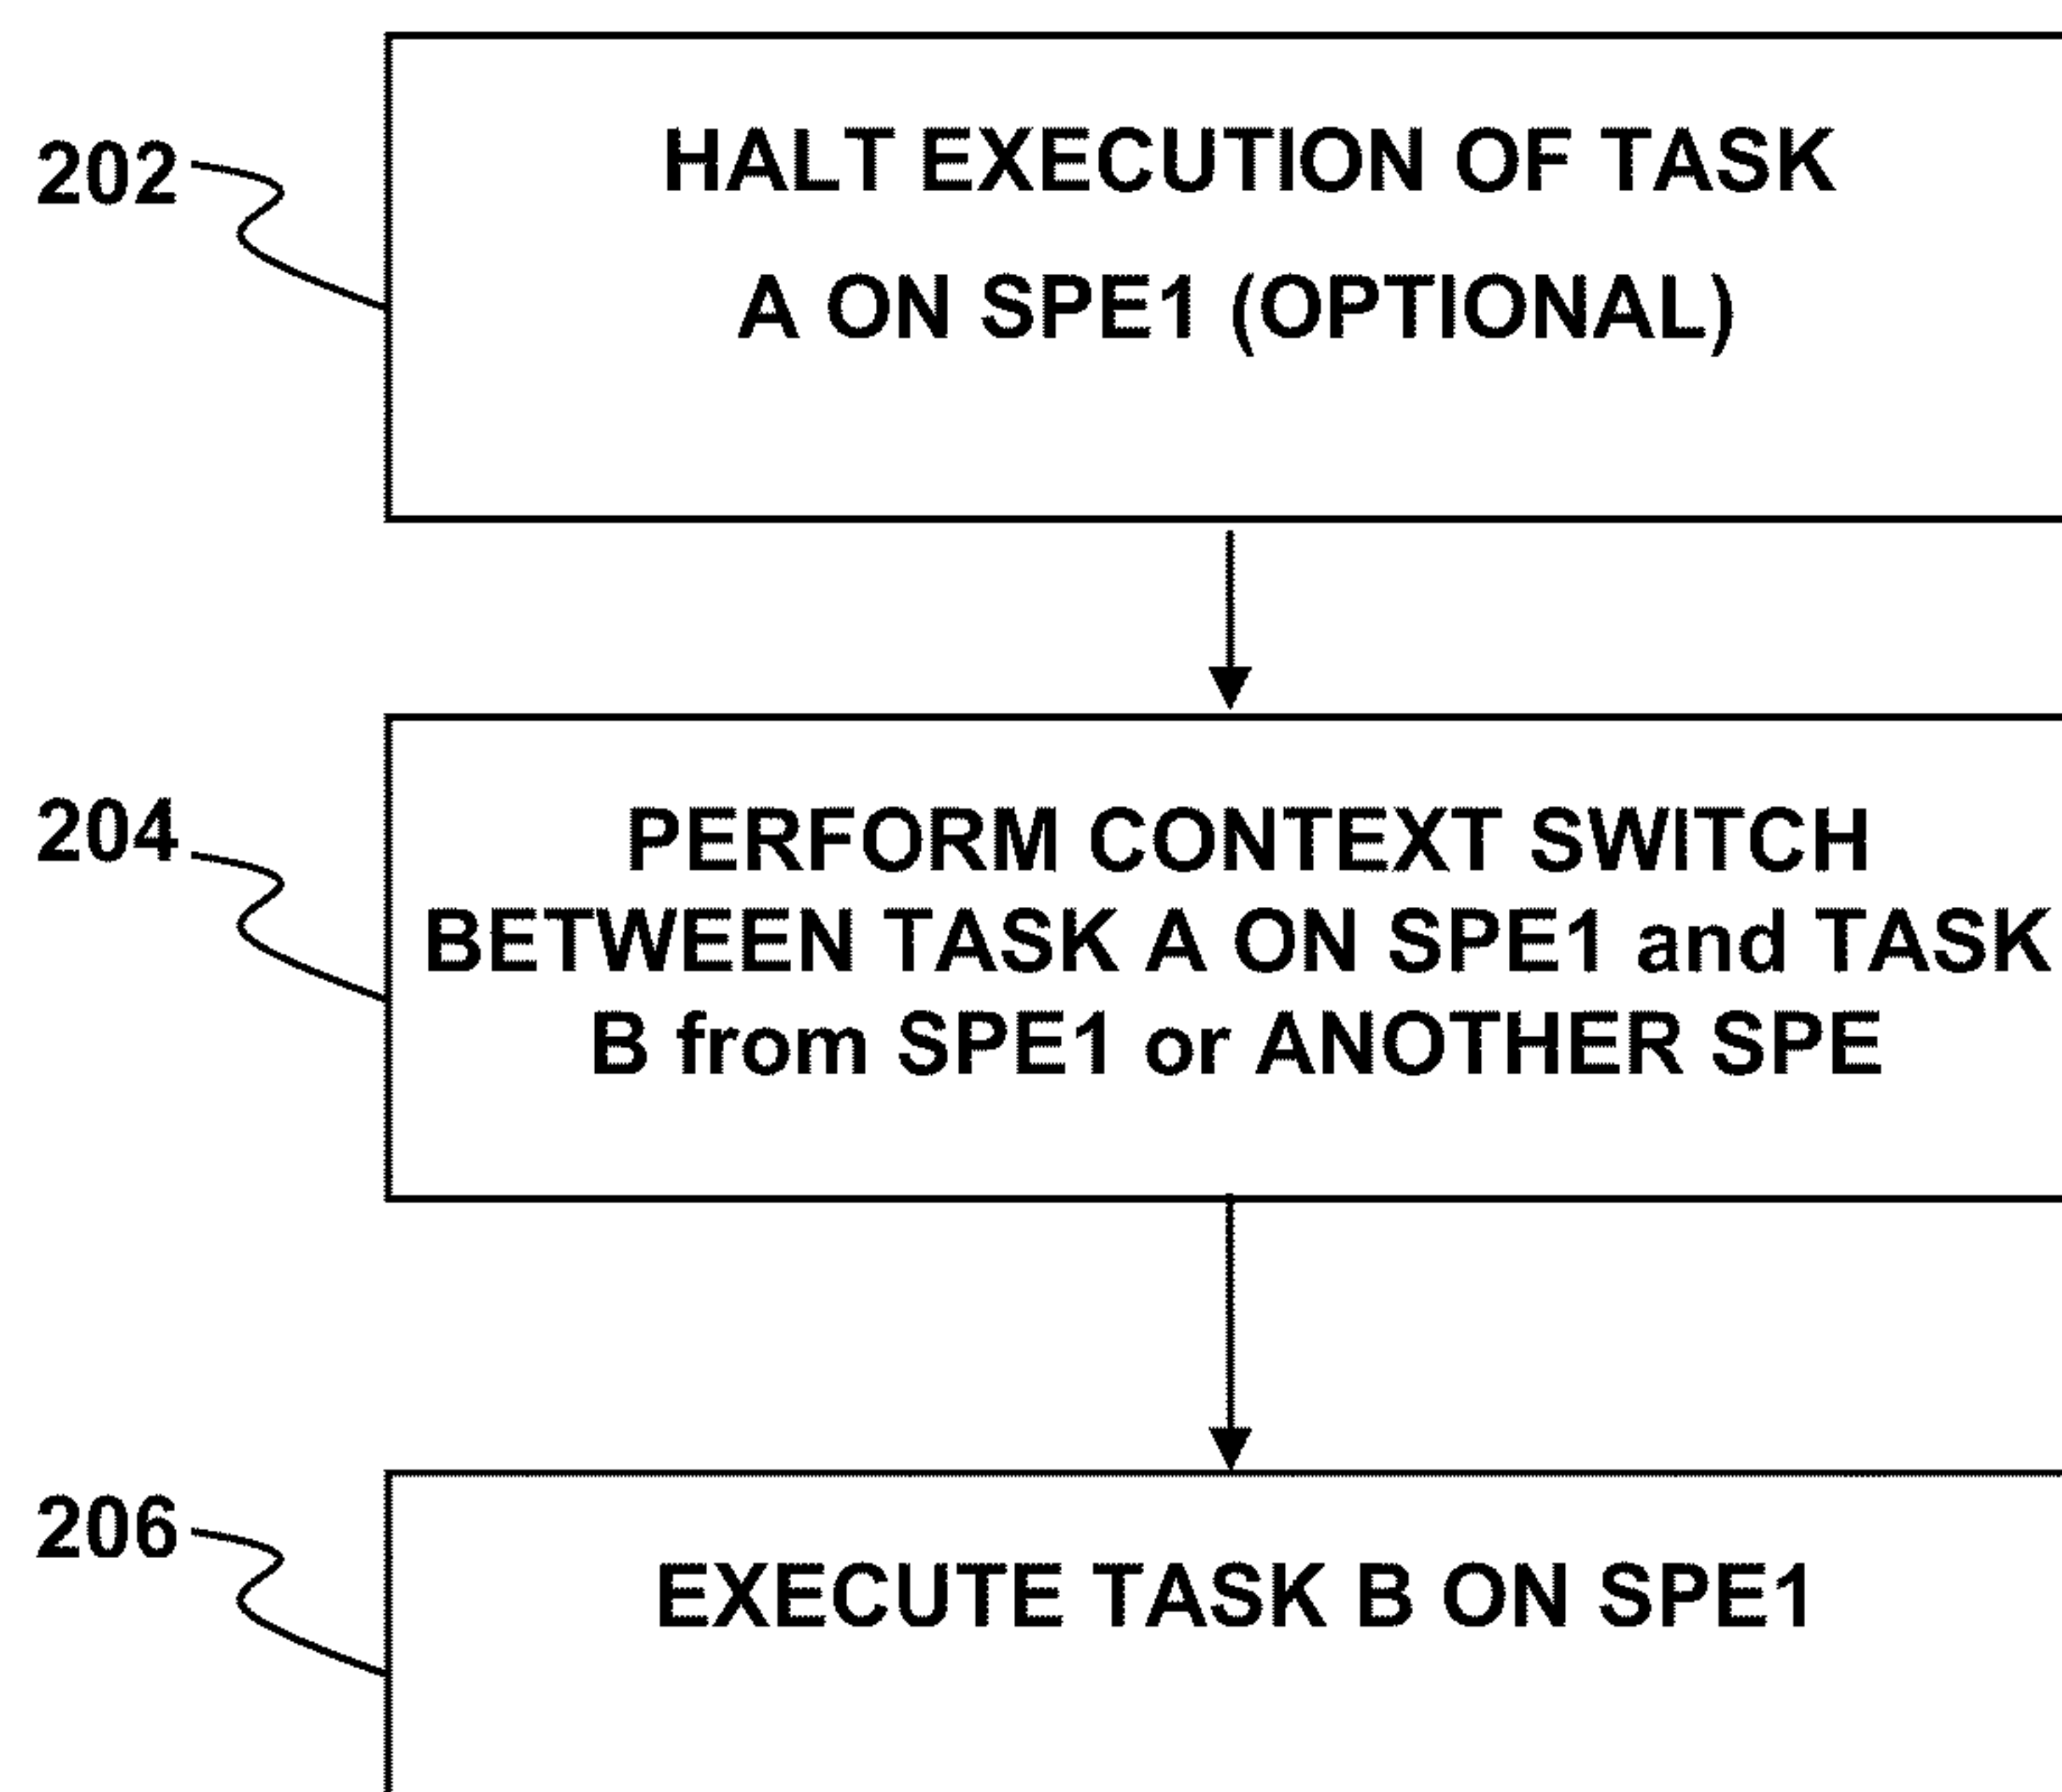 202
HALT EXECUTION OF TASK
A ON SPE1 (OPTIONAL)
204
PERFORM CONTEXT SWITCH
BETWEEN TASK A ON SPE1 and TASK
B from SPE1 or ANOTHER SPE
206
EXECUTE TASK B ON SPE1